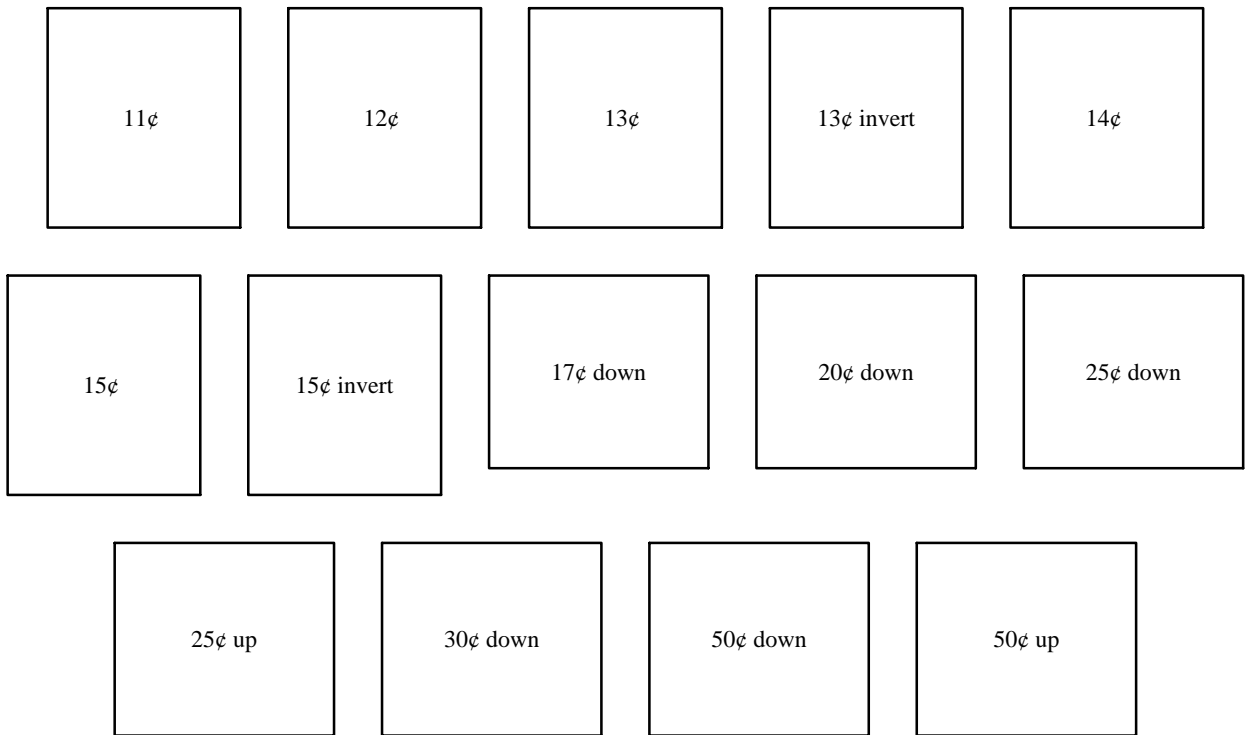 11¢
12¢
13¢
13¢ invert
14¢
15¢
15¢ invert
17¢ down
20¢ down
25¢ down
25¢ up
30¢ down
50¢ down
50¢ up